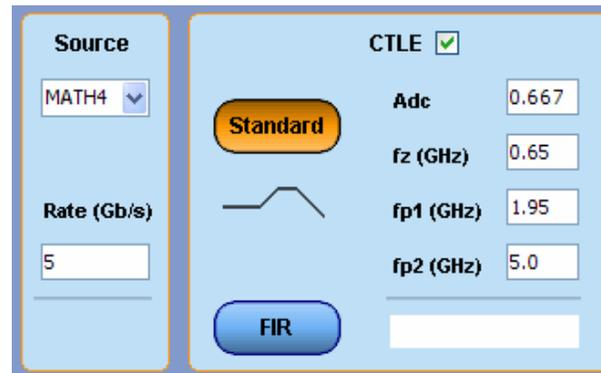 Source
MATH4
Rate (Gb/s)
5
CTLE
Standard
FIR
Adc 0.667
fz (GHz) 0.65
fp1 (GHz) 1.95
fp2 (GHz) 5.0